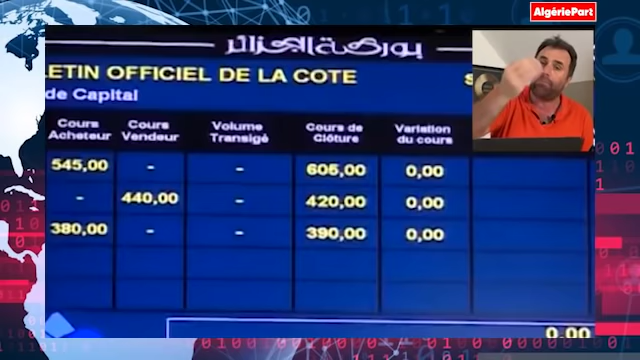 AlgériePart
بورصة الجزائر
LETIN OFFICIEL DE LA COTE
de Capital
Cours Acheteur Cours Vendeur Volume Transigé Cours de Clôture Variation du cours
545,00 - - 605,00 0,00
- 440,00 - 420,00 0,00
380,00 - - 390,00 0,00
0.00